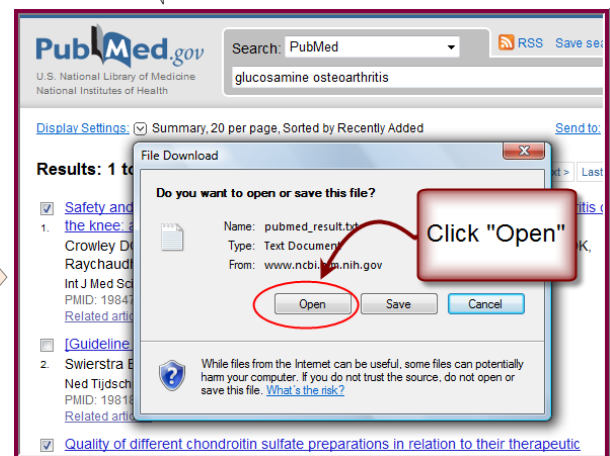 PubMed.gov
U.S. National Library of Medicine
National Institutes of Health
Search: PubMed
RSS Save sea
glucosamine osteoarthritis
Display Settings: Summary, 20 per page, Sorted by Recently Added Send to:
Results: 1 to
xt > Last
File Download
Do you want to open or save this file?
Name: pubmed_result.txt
Type: Text Document
From: www.ncbi.nlm.nih.gov
Open Save Cancel
While files from the Internet can be useful, some files can potentially
harm your computer. If you do not trust the source, do not open or
save this file. What's the risk?
Click "Open"
Safety and
1. the knee:
Crowley D
Raychaudh
Int J Med Sci
PMID: 19847
Related artic
[Guideline
2. Swierstra B
Ned Tijdsch
PMID: 19818
Related artic
Quality of different chondroitin sulfate preparations in relation to their therapeutic